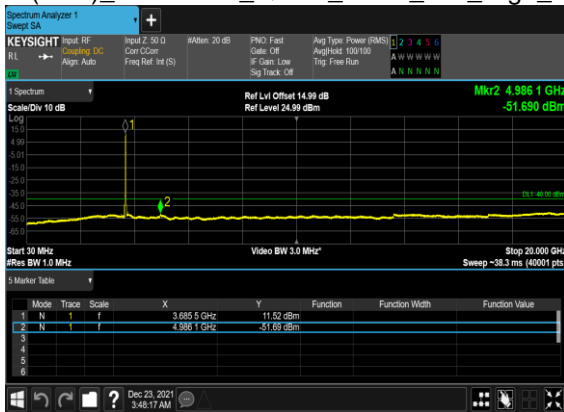 Spectrum Analyzer 1
Swept SA
KEYSIGHT
RL
Input: RF
Coupling: DC
Align: Auto
Input Z: 50 Ω
Corr CCorr
Freq Ref: Int (S)
#Atten: 20 dB
PNO: Fast
Gate: Off
IF Gain: Low
Sig Track: Off
Avg Type: Power (RMS)
Avg|Hold: 100/100
Trig: Free Run
1 2 3 4 5 6
A W W W W W
A N N N N N
1 Spectrum
Scale/Div 10 dB
Ref Lvl Offset 14.99 dB
Ref Level 24.99 dBm
Mkr2 4.986 1 GHz
-51.690 dBm
Log
15.0
4.99
-5.01
-15.0
-25.0
-35.0
-45.0
-55.0
-65.0
1
2
Start 30 MHz
#Res BW 1.0 MHz
Video BW 3.0 MHz*
Stop 20.000 GHz
Sweep ~38.3 ms (40001 pts)
5 Marker Table
Mode Trace Scale X Y Function Function Width Function Value
1 N 1 f 3.685 5 GHz 11.52 dBm
2 N 1 f 4.986 1 GHz -51.69 dBm
3
4
5
6
Dec 23, 2021
3:48:17 AM